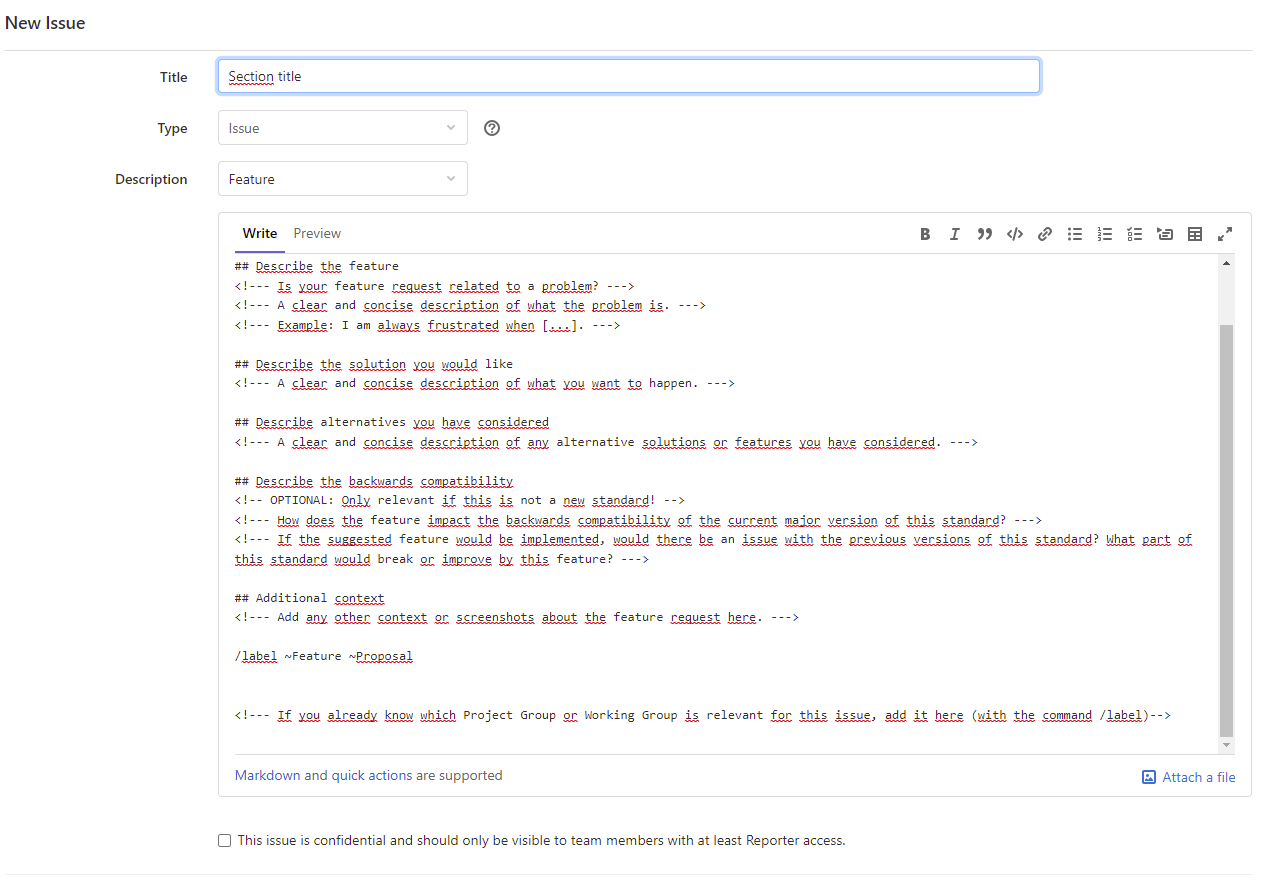 New Issue
Title
Section title
Type
Issue
Description
Feature
Write
Preview
## Describe the feature
<!--- Is your feature request related to a problem? --->
<!--- A clear and concise description of what the problem is. --->
<!--- Example: I am always frustrated when [...]. --->
## Describe the solution you would like
<!--- A clear and concise description of what you want to happen. --->
## Describe alternatives you have considered
<!--- A clear and concise description of any alternative solutions or features you have considered. --->
## Describe the backwards compatibility
<!-- OPTIONAL: Only relevant if this is not a new standard! -->
<!--- How does the feature impact the backwards compatibility of the current major version of this standard? --->
<!--- If the suggested feature would be implemented, would there be an issue with the previous versions of this standard? What part of
this standard would break or improve by this feature? --->
## Additional context
<!--- Add any other context or screenshots about the feature request here. --->
/label ~Feature ~Proposal
<!--- If you already know which Project Group or Working Group is relevant for this issue, add it here (with the command /label)-->
Markdown and quick actions are supported
Attach a file
This issue is confidential and should only be visible to team members with at least Reporter access.